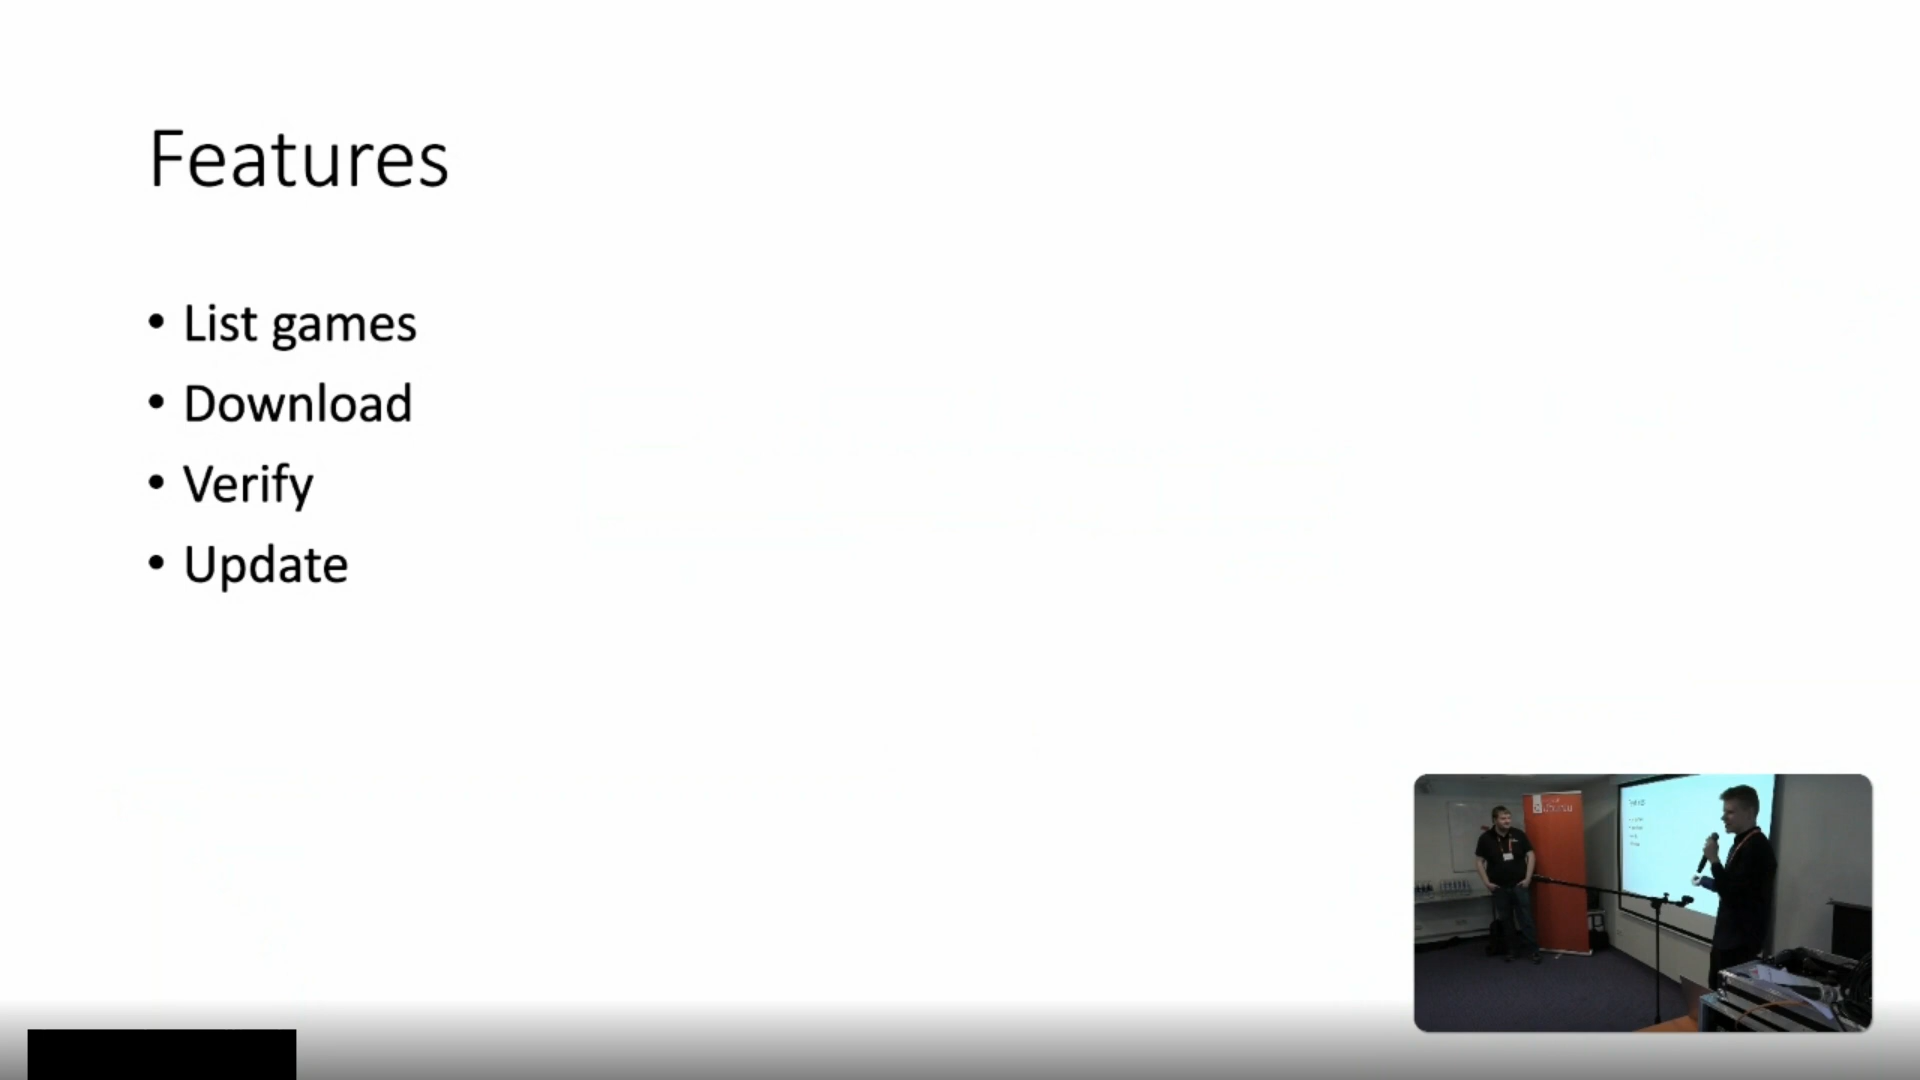 Features
• List games
• Download
• Verify
• Update